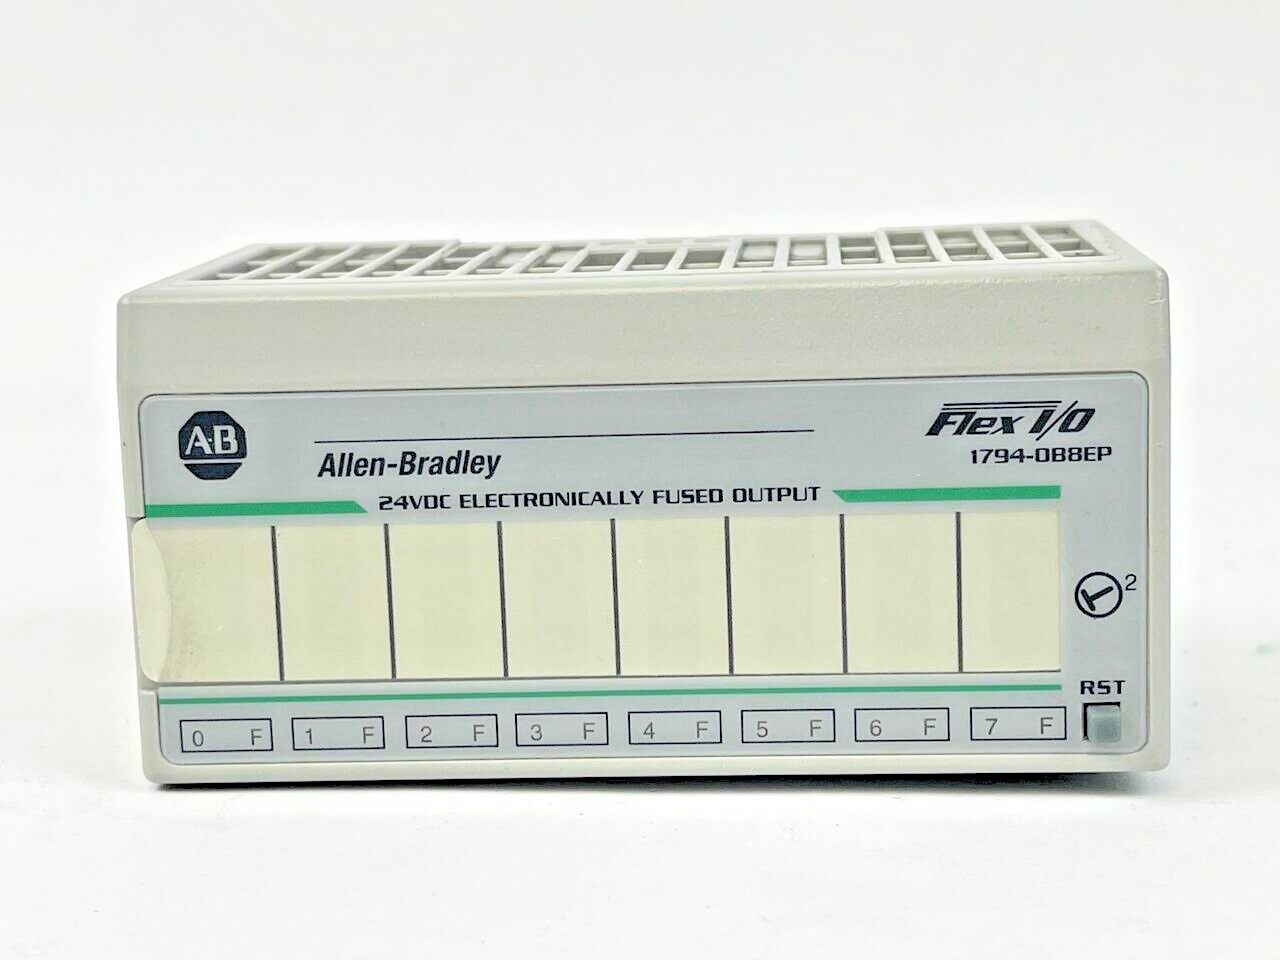 AB
Allen-Bradley
Flex I/O
1794-OB8EP
24VDC ELECTRONICALLY FUSED OUTPUT
2
RST
0 F 1 F 2 F 3 F 4 F 5 F 6 F 7 F